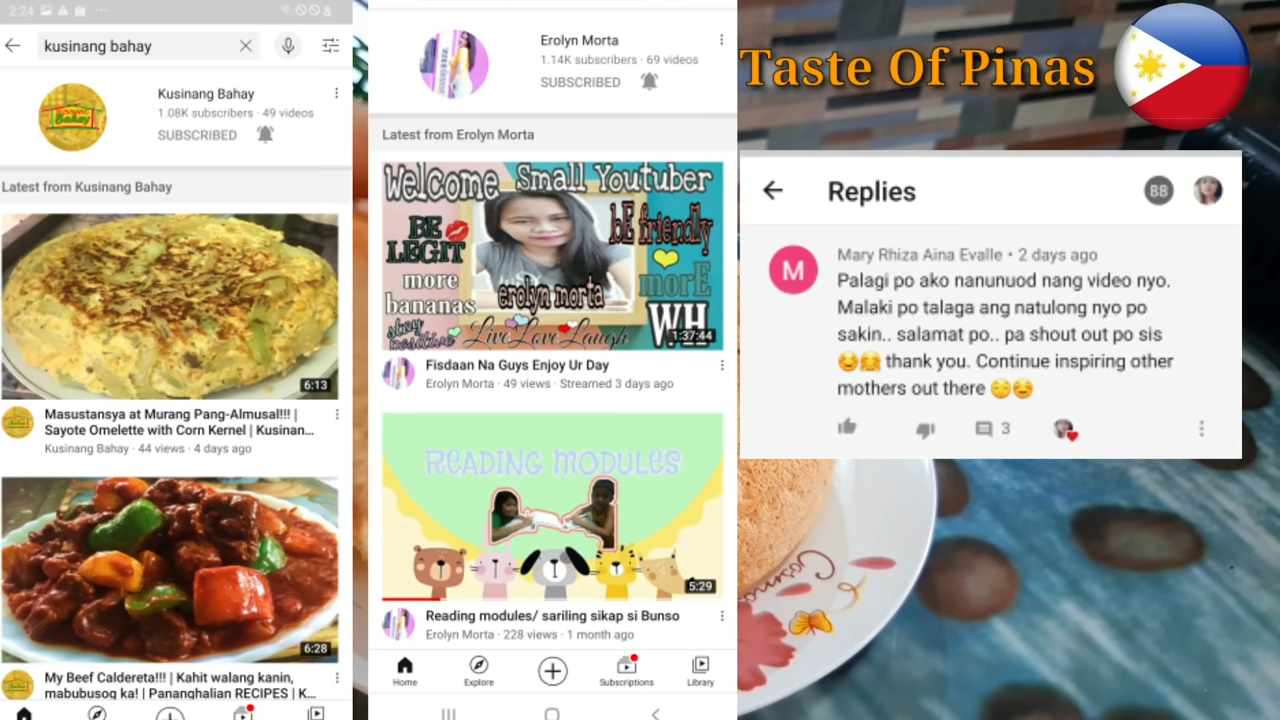 2:24
kusinang bahay
Kusinang Bahay
1.08K subscribers · 49 videos
SUBSCRIBED
Latest from Kusinang Bahay
6:13
Masustansya at Murang Pang-Almusal!!! |
Sayote Omelette with Corn Kernel | Kusinan...
Kusinang Bahay · 44 views · 4 days ago
6:28
My Beef Caldereta!!! | Kahit walang kanin,
mabubusog ka! | Pananghalian RECIPES | K...
Erolyn Morta
1.14K subscribers · 69 videos
SUBSCRIBED
Latest from Erolyn Morta
Welcome Small Youtuber
BE
LEGIT
bE friendly
more
bananas
morE
erolyn morta
WH
stay
positive
Live Love Laugh
1:37:44
Fisdaan Na Guys Enjoy Ur Day
Erolyn Morta · 49 views · Streamed 3 days ago
READING MODULES
5:29
Reading modules/ sariling sikap si Bunso
Erolyn Morta · 228 views · 1 month ago
Home
Explore
Subscriptions
Library
Taste Of Pinas
Replies
BB
M
Mary Rhiza Aina Evalle • 2 days ago
Palagi po ako nanunuod nang video nyo.
Malaki po talaga ang natulong nyo po
sakin.. salamat po.. pa shout out po sis
😊🤗 thank you. Continue inspiring other
mothers out there 😌☺️
3